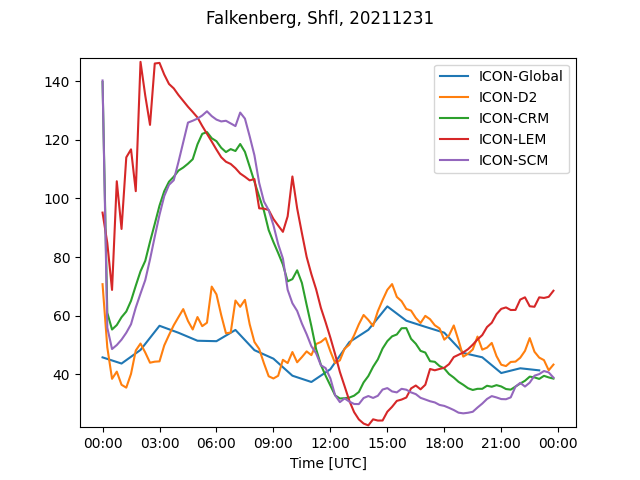 Falkenberg, Shfl, 20211231
ICON-Global
ICON-D2
ICON-CRM
ICON-LEM
ICON-SCM
140
120
100
80
60
40
00:00 03:00 06:00 09:00 12:00 15:00 18:00 21:00 00:00
Time [UTC]